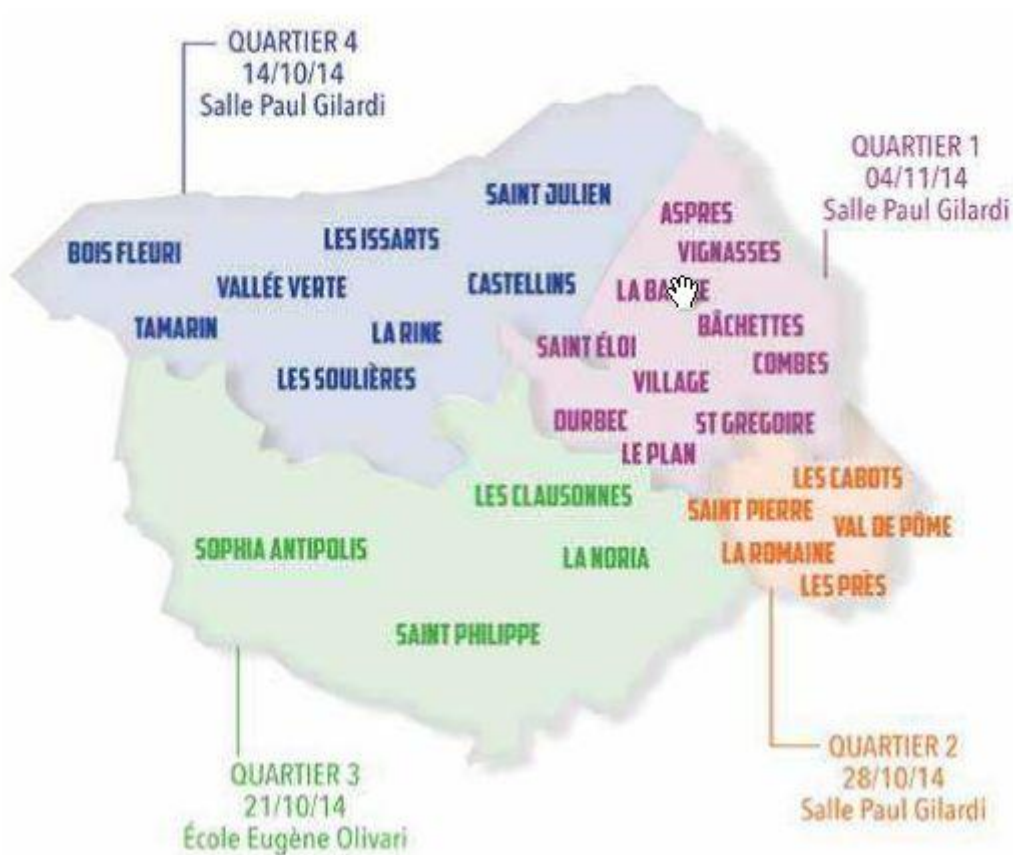 QUARTIER 4
14/10/14
Salle Paul Gilardi
QUARTIER 1
04/11/14
Salle Paul Gilardi
SAINT JULIEN
ASPRES
BOIS FLEURI
LES ISSARTS
VIGNASSES
VALLÉE VERTE
CASTELLINS
LA
TAMARIN
LA RINE
BÂCHETTES
SAINT ÉLOI
COMBES
LES SOULIÈRES
VILLAGE
DURBEC
ST GREGOIRE
LE PLAN
LES CABOTS
LES CLAUSONNES
SAINT PIERRE
VAL DE PÔME
SOPHIA ANTIPOLIS
LA NORIA
LA ROMAINE
LES PRÈS
SAINT PHILIPPE
QUARTIER 3
21/10/14
École Eugène Olivari
QUARTIER 2
28/10/14
Salle Paul Gilardi